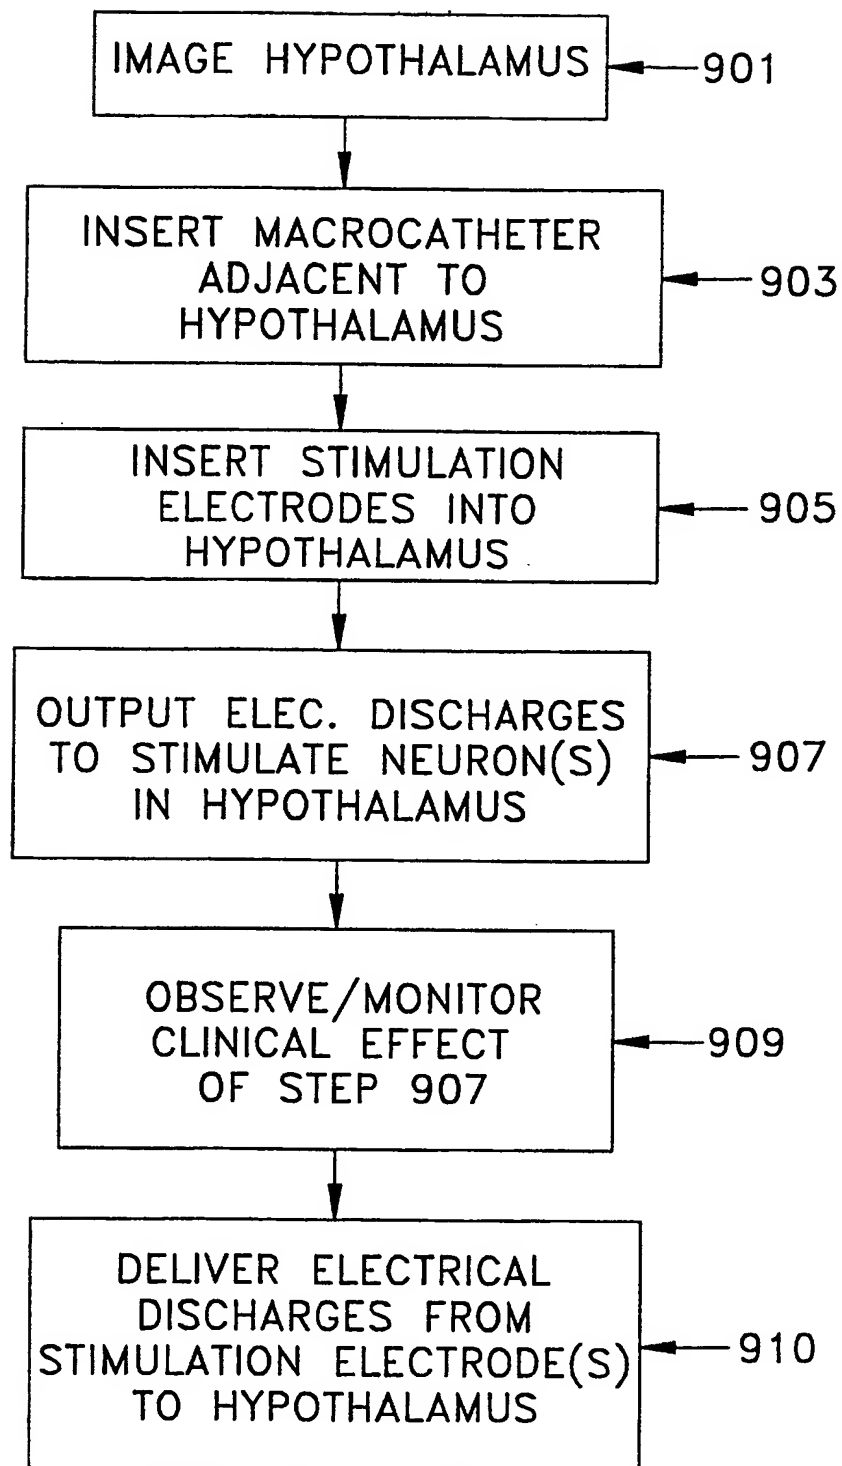 IMAGE HYPOTHALAMUS
901
INSERT MACROCATHETER
ADJACENT TO
HYPOTHALAMUS
903
INSERT STIMULATION
ELECTRODES INTO
HYPOTHALAMUS
905
OUTPUT ELEC. DISCHARGES
TO STIMULATE NEURON(S)
IN HYPOTHALAMUS
907
OBSERVE/MONITOR
CLINICAL EFFECT
OF STEP 907
909
DELIVER ELECTRICAL
DISCHARGES FROM
STIMULATION ELECTRODE(S)
TO HYPOTHALAMUS
910